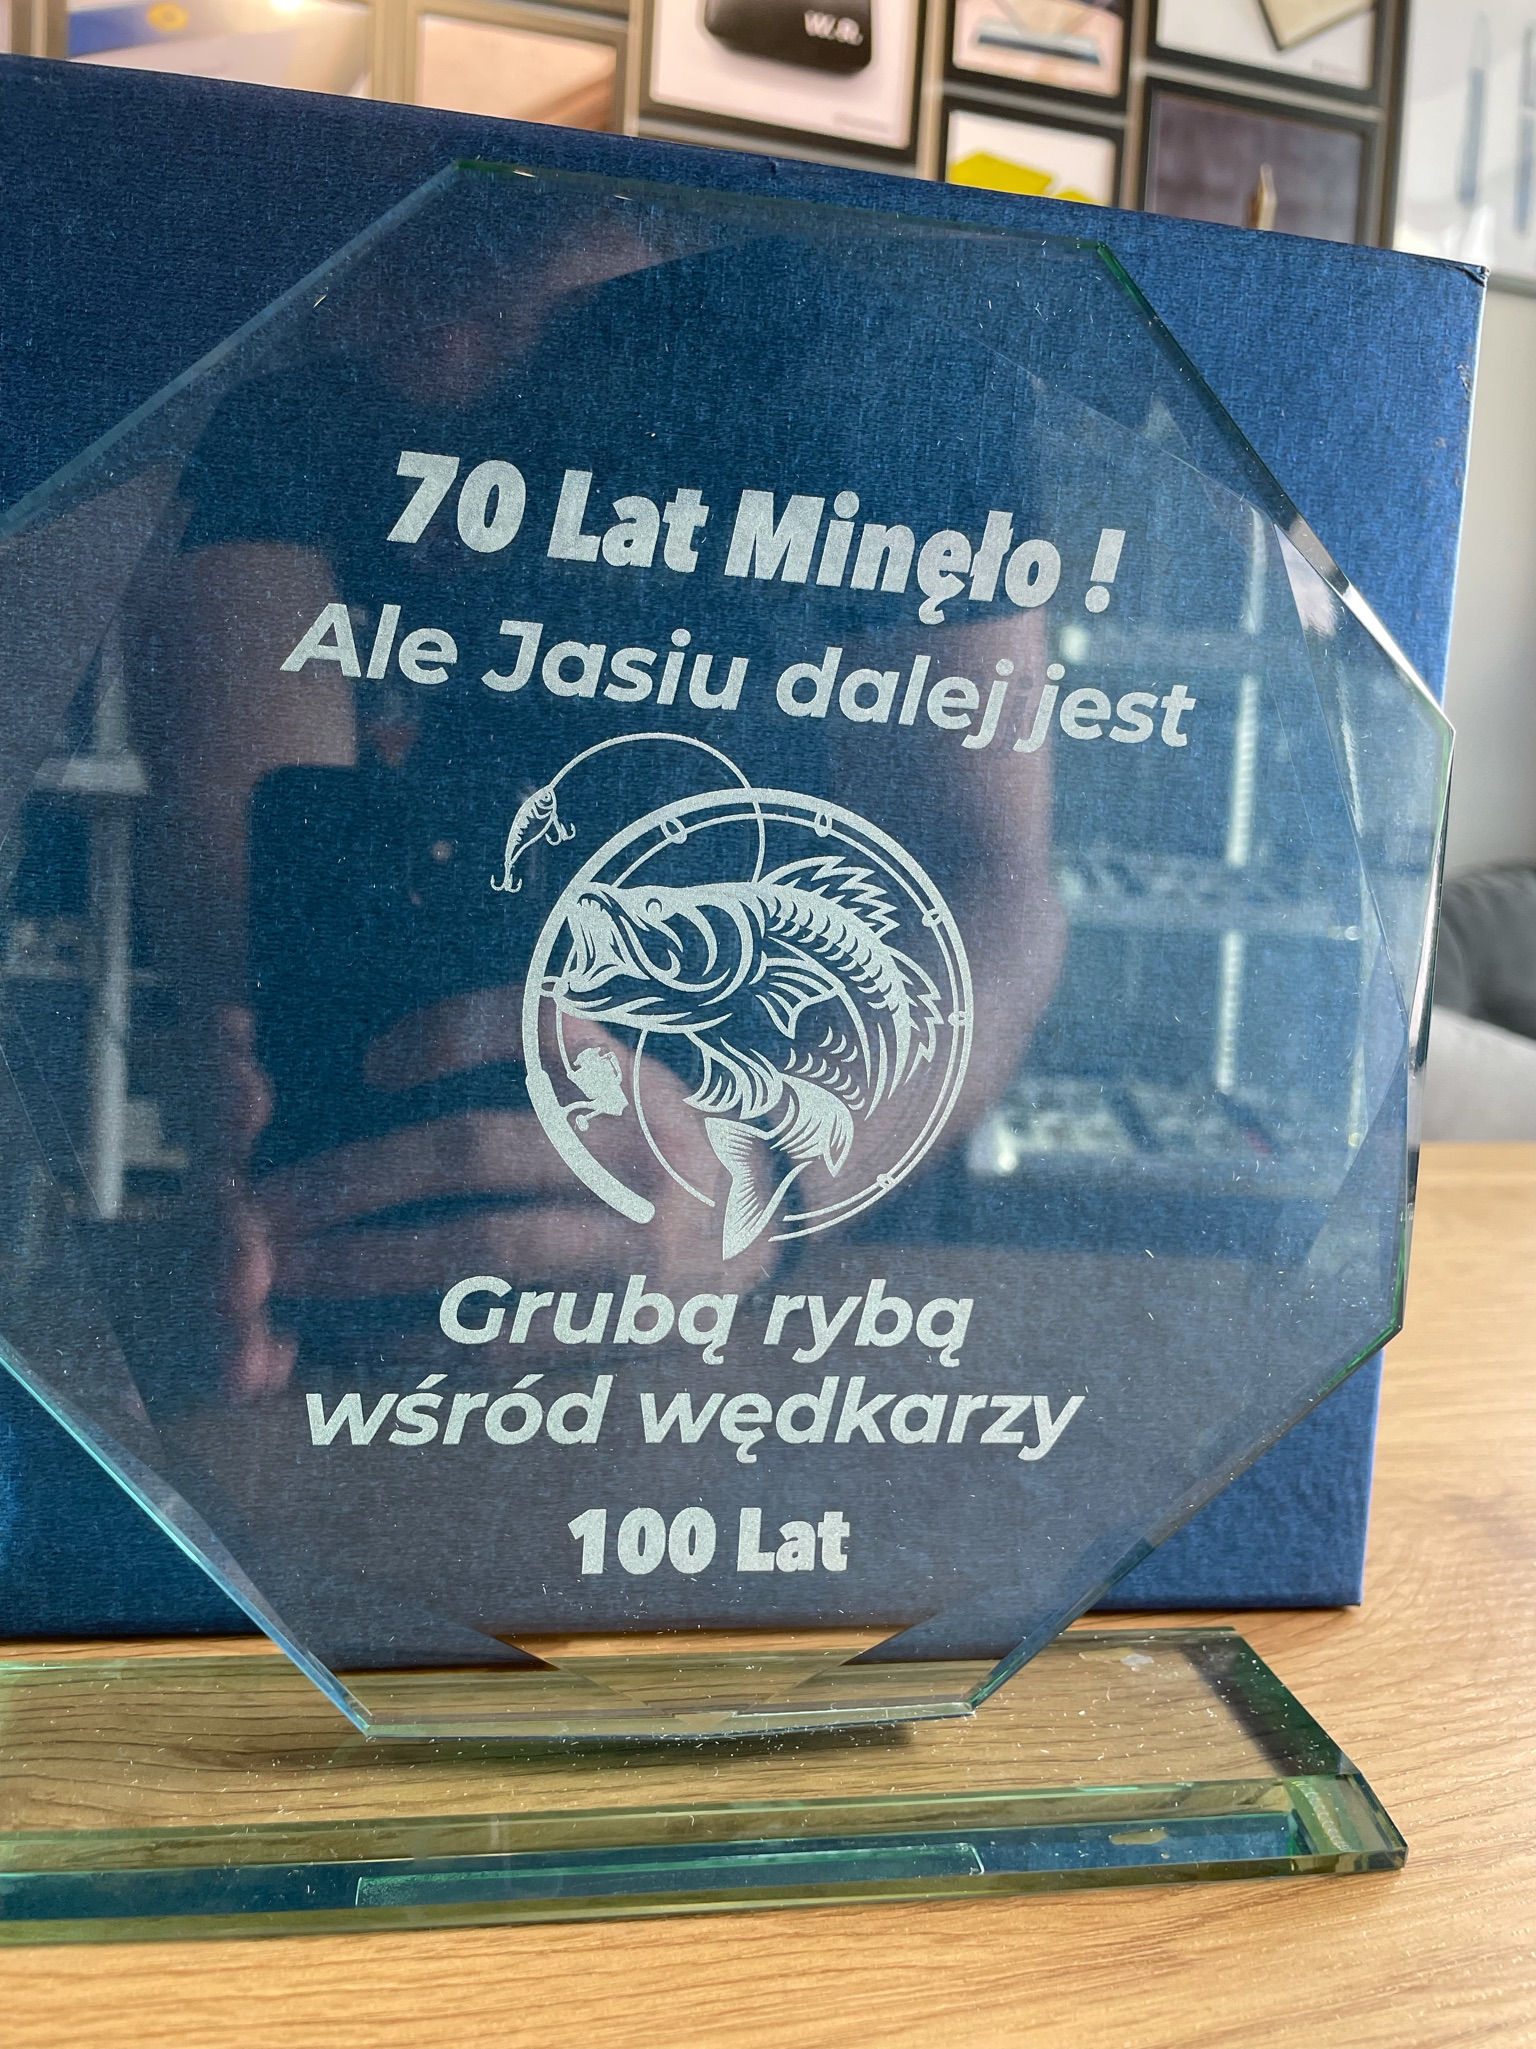 W.R.
70 Lat Minęło !
Ale Jasiu dalej jest
Grubą rybą
wśród wędkarzy
100 Lat